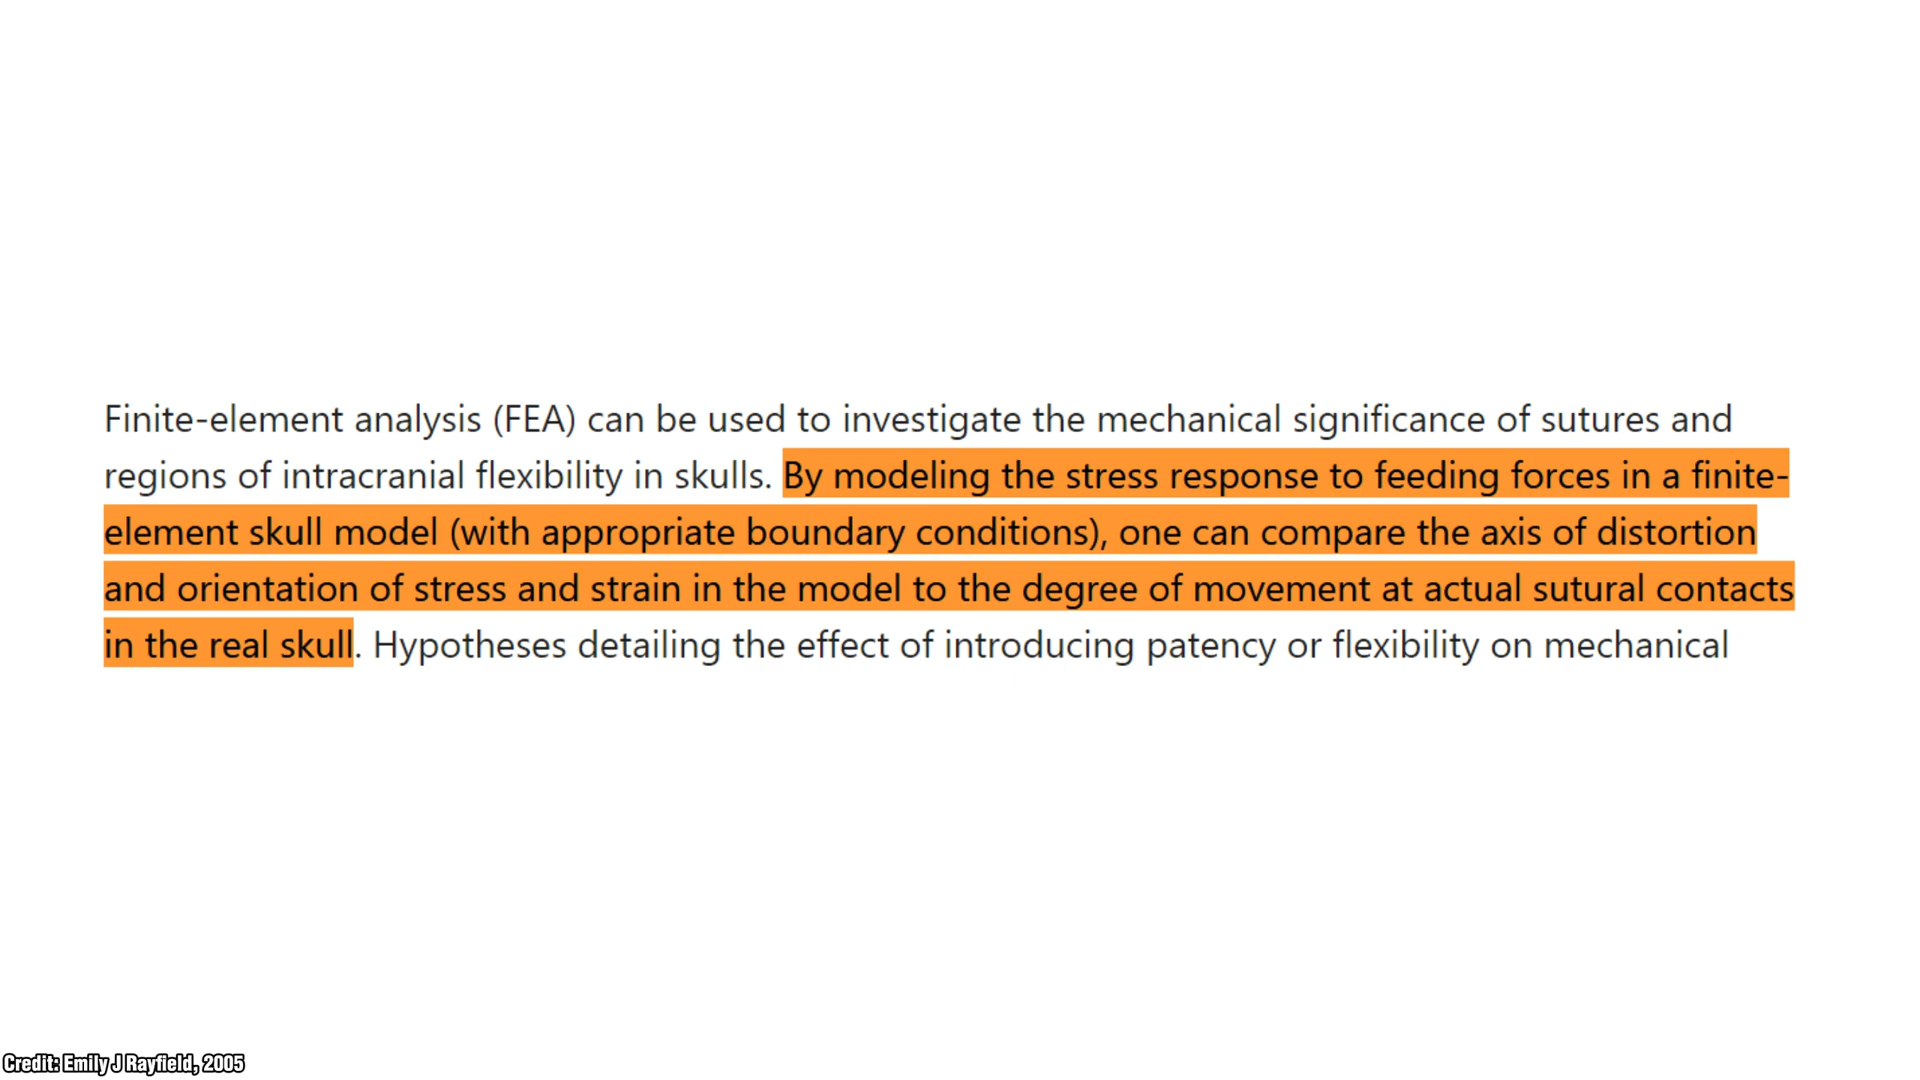 Finite-element analysis (FEA) can be used to investigate the mechanical significance of sutures and
regions of intracranial flexibility in skulls. By modeling the stress response to feeding forces in a finite-
element skull model (with appropriate boundary conditions), one can compare the axis of distortion
and orientation of stress and strain in the model to the degree of movement at actual sutural contacts
in the real skull. Hypotheses detailing the effect of introducing patency or flexibility on mechanical
Credit: Emily J Rayfield, 2005